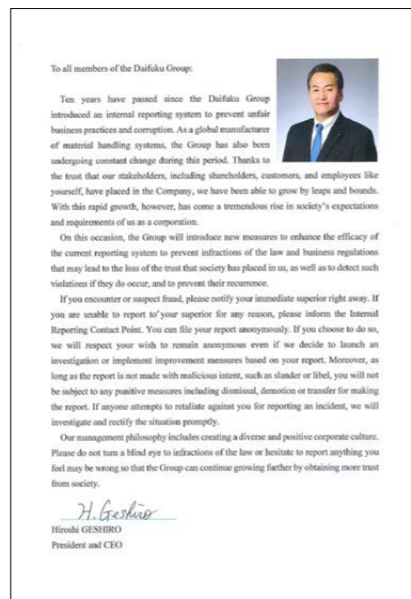 To all members of the Daifuku Group:
Ten years have passed since the Daifuku Group
introduced an internal reporting system to prevent unfair
business practices and corruption. As a global manufacturer
of material handling systems, the Group has also been
undergoing constant change during this period. Thanks to
the trust that our stakeholders, including shareholders, customers, and employees like
yourself, have placed in the Company, we have been able to grow by leaps and bounds.
With this rapid growth, however, has come a tremendous rise in society's expectations
and requirements of us as a corporation.
On this occasion, the Group will introduce new measures to enhance the efficacy of
the current reporting system to prevent infractions of the law and business regulations
that may lead to the loss of the trust that society has placed in us, as well as to detect such
violations if they do occur, and to prevent their recurrence.
If you encounter or suspect fraud, please notify your immediate superior right away. If
you are unable to report to your superior for any reason, please inform the Internal
Reporting Contact Point. You can file your report anonymously. If you choose to do so,
we will respect your wish to remain anonymous even if we decide to launch an
investigation or implement improvement measures based on your report. Moreover, as
long as the report is not made with malicious intent, such as slander or libel, you will not
be subject to any punitive measures including dismissal, demotion or transfer for making
the report. If anyone attempts to retaliate against you for reporting an incident, we will
investigate and rectify the situation promptly.
Our management philosophy includes creating a diverse and positive corporate culture.
Please do not turn a blind eye to infractions of the law or hesitate to report anything you
feel may be wrong so that the Group can continue growing further by obtaining more trust
from society.
H. Geshiro
Hiroshi GESHIRO
President and CEO